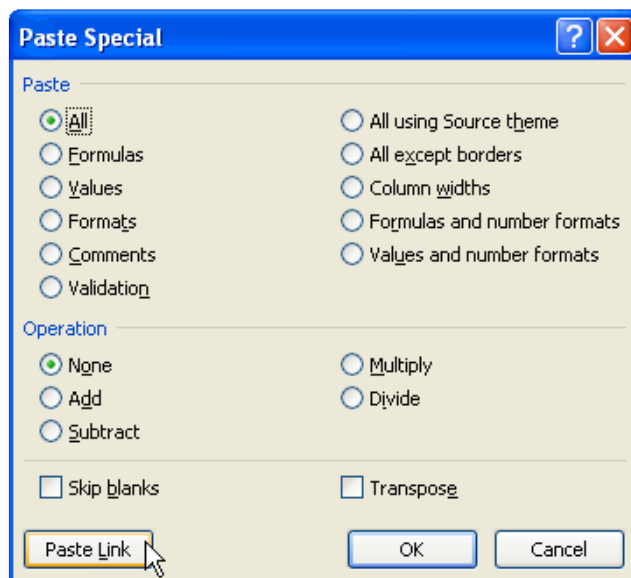 Paste Special
Paste
All All using Source theme
Formulas All except borders
Values Column widths
Formats Formulas and number formats
Comments Values and number formats
Validation
Operation
None Multiply
Add Divide
Subtract
Skip blanks Transpose
Paste Link OK Cancel